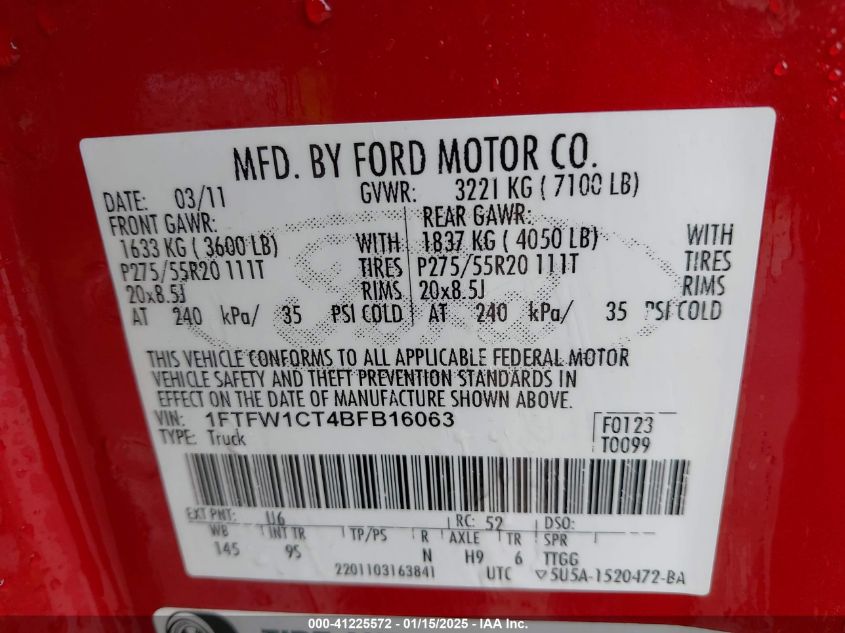 MFD. BY FORD MOTOR CO.
DATE: 03/11 GVWR: 3221 KG ( 7100 LB)
FRONT GAWR: REAR GAWR:
1633 KG ( 3600 LB) WITH 1837 KG ( 4050 LB) WITH
P275/55R20 111T TIRES P275/55R20 111T TIRES
20x8.5J RIMS 20x8.5J RIMS
AT 240 kPa/ 35 PSI COLD AT 240 kPa/ 35 PSI COLD
THIS VEHICLE CONFORMS TO ALL APPLICABLE FEDERAL MOTOR
VEHICLE SAFETY AND THEFT PREVENTION STANDARDS IN
EFFECT ON THE DATE OF MANUFACTURE SHOWN ABOVE.
VIN: 1FTFW1CT4BFB16063 F0123
TYPE: Truck T0099
EXT PNT: U6 RC: 52 DSO:
WB INT TR TP/PS R AXLE TR SPR
145 95 N H9 6 TTGG
2201103163841 UTC ▽5U5A-1520472-BA
000-41225572 — 01/15/2025 — IAAI.COM INC.